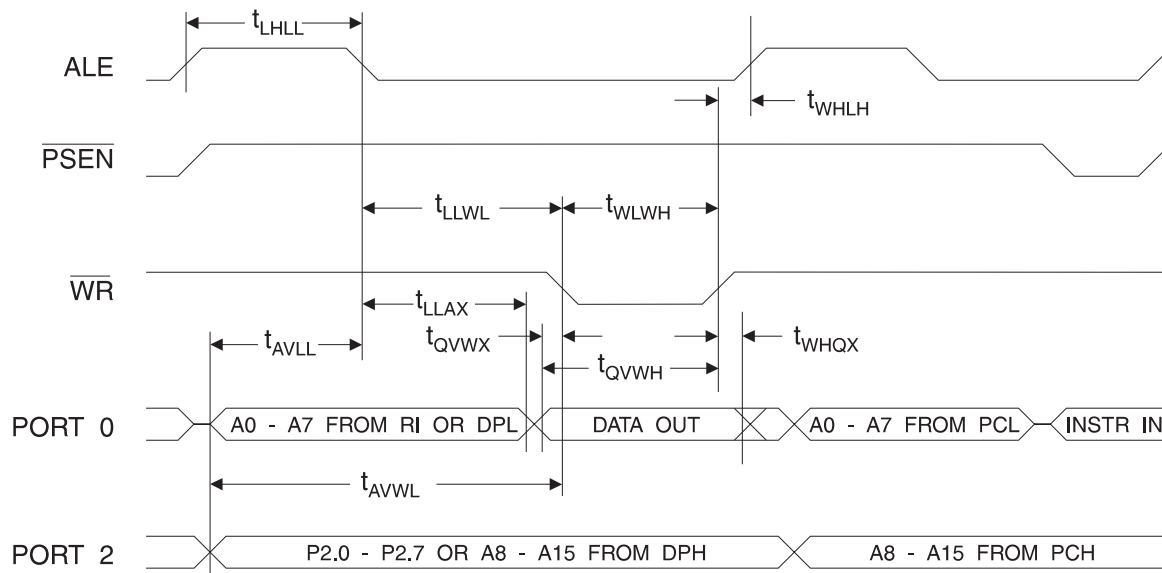 tLHLL
ALE
tWHLH
PSEN
tLLWL
tWLWH
WR
tLLAX
tQVWX
tWHQX
tAVLL
tQVWH
PORT 0
A0 - A7 FROM RI OR DPL
DATA OUT
A0 - A7 FROM PCL
INSTR IN
tAVWL
PORT 2
P2.0 - P2.7 OR A8 - A15 FROM DPH
A8 - A15 FROM PCH